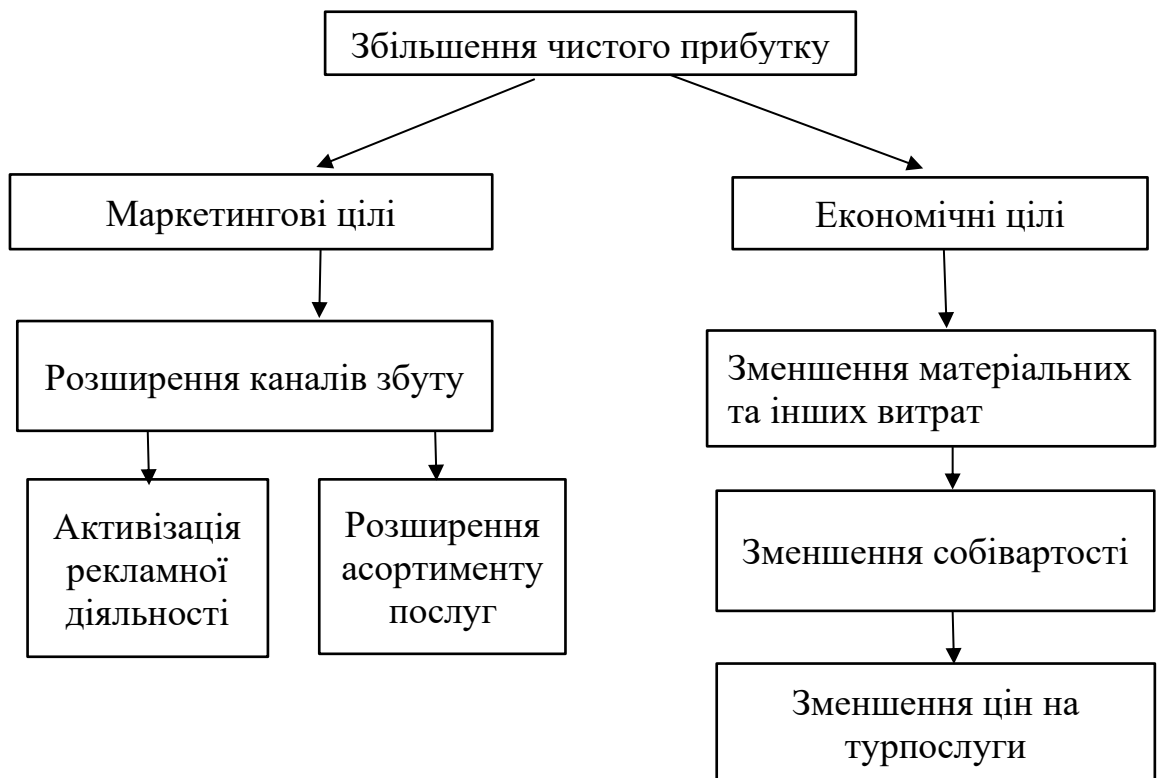 Збільшення чистого прибутку
Маркетингові цілі
Економічні цілі
Розширення каналів збуту
Зменшення матеріальних
та інших витрат
Активізація
рекламної
діяльності
Розширення
асортименту
послуг
Зменшення собівартості
Зменшення цін на
турпослуги